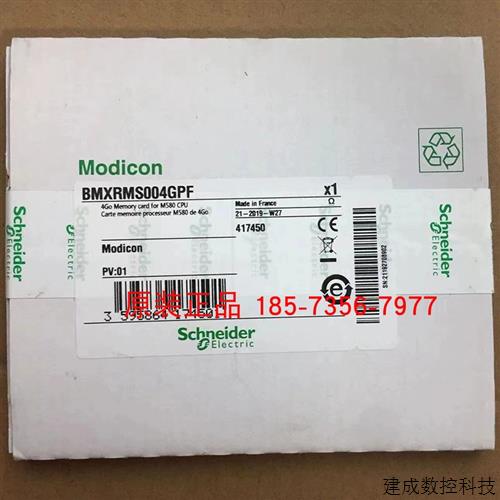 Modicon
BMXRMS004GPF
x1
4Go Memory card for M580 CPU
Carte memoire processeur M580 de 4Go
Made in France
21-2019-W27
417450
Modicon
PV:01
原装正品 185-7356-7977
Schneider
Electric
Schneider
Electric
Schneider
Electric
建成数控科技